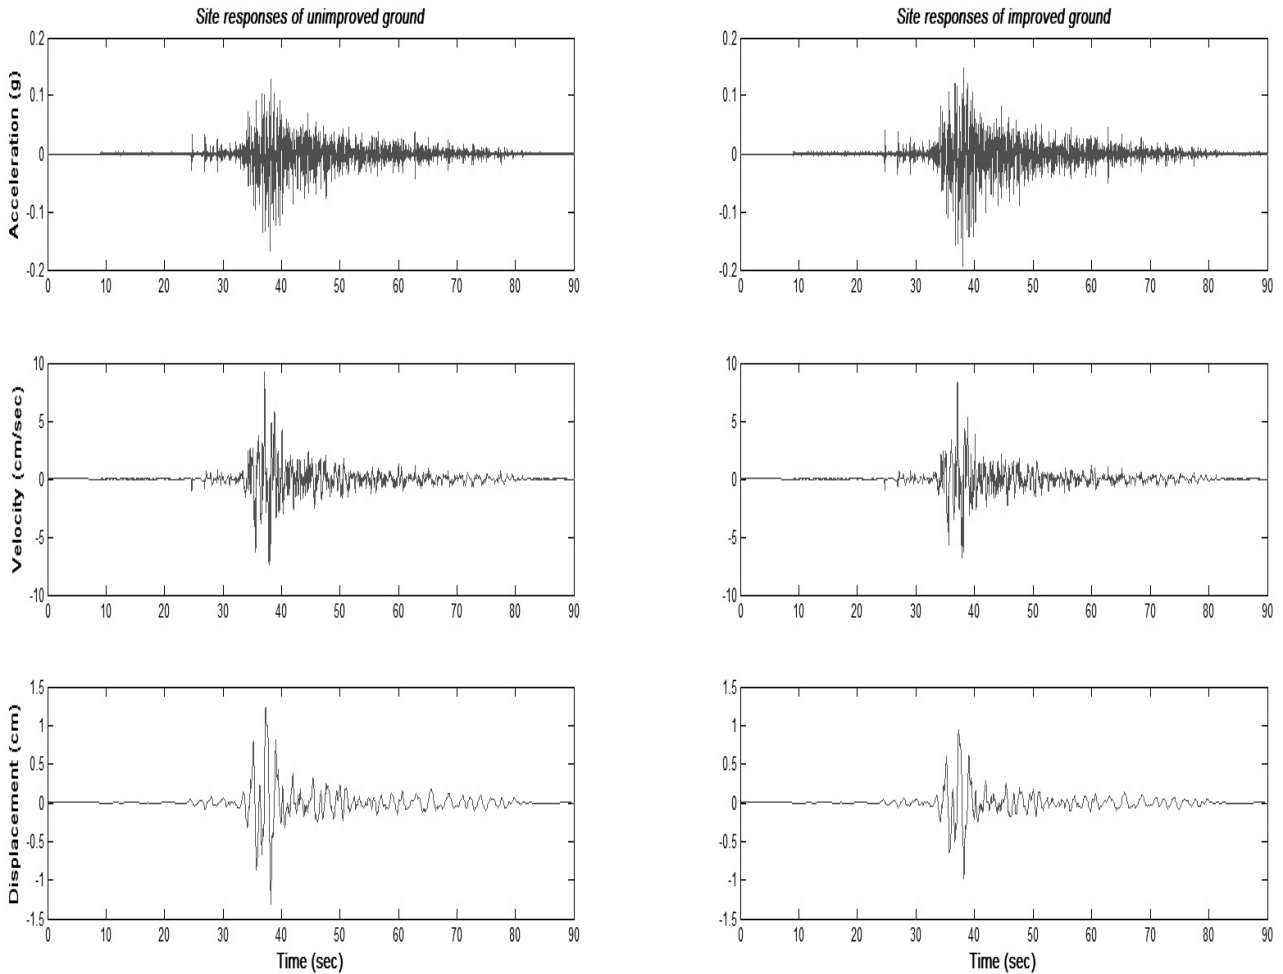 Site responses of unimproved ground
Site responses of improved ground
Acceleration (g)
0.2
0.1
0
-0.1
-0.2
0 10 20 30 40 50 60 70 80 90
0.2
0.1
0
-0.1
-0.2
0 10 20 30 40 50 60 70 80 90
Velocity (cm/sec)
10
5
0
-5
-10
0 10 20 30 40 50 60 70 80 90
10
5
0
-5
-10
0 10 20 30 40 50 60 70 80 90
Displacement (cm)
1.5
1
0.5
0
-0.5
-1
-1.5
0 10 20 30 40 50 60 70 80 90
Time (sec)
1.5
1
0.5
0
-0.5
-1
-1.5
0 10 20 30 40 50 60 70 80 90
Time (sec)